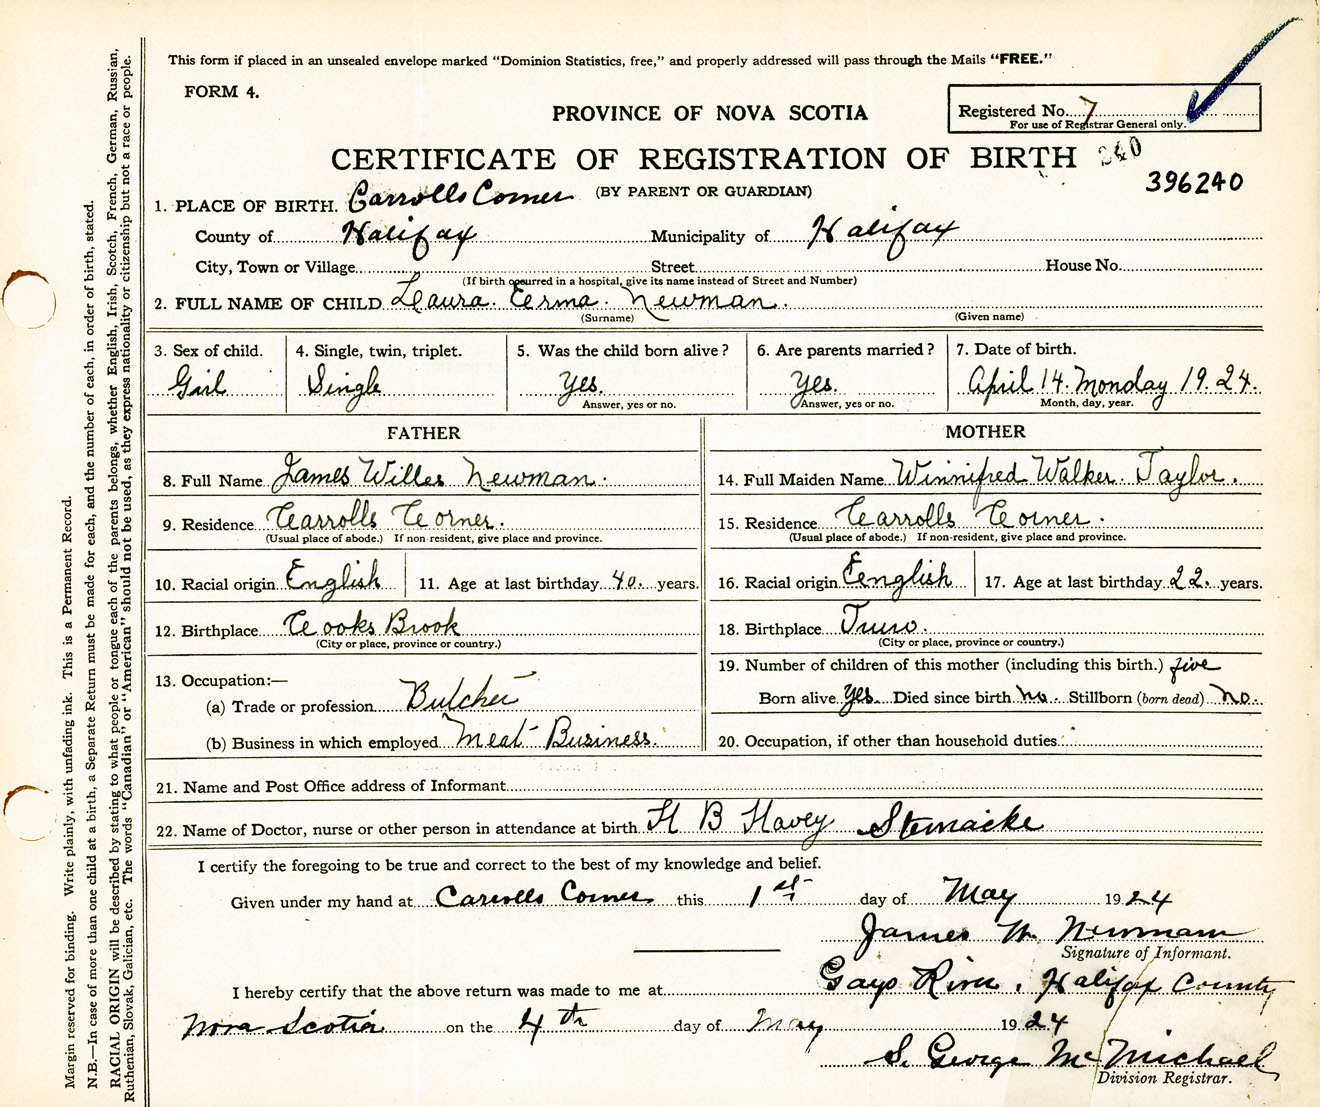 This form if placed in an unsealed envelope marked "Dominion Statistics, free," and properly addressed will pass through the Mails "FREE."
FORM 4.
PROVINCE OF NOVA SCOTIA
Registered No. 7
For use of Registrar General only.
CERTIFICATE OF REGISTRATION OF BIRTH
240
396240
(BY PARENT OR GUARDIAN)
1. PLACE OF BIRTH. Carrolls Corner
County of Halifax Municipality of Halifax
City, Town or Village Street House No.
(If birth occurred in a hospital, give its name instead of Street and Number)
2. FULL NAME OF CHILD Laura. Erma. Newman.
(Surname) (Given name)
3. Sex of child. 4. Single, twin, triplet. 5. Was the child born alive? 6. Are parents married? 7. Date of birth.
Girl Single Yes. Yes. April 14. Monday 19.24.
Answer, yes or no. Answer, yes or no. Month, day, year.
FATHER MOTHER
8. Full Name James Willes Newman. 14. Full Maiden Name Winnifred Walker. Taylor.
9. Residence Carrolls Corner. 15. Residence Carrolls Corner.
(Usual place of abode.) If non-resident, give place and province. (Usual place of abode.) If non-resident, give place and province.
10. Racial origin English 11. Age at last birthday 40. years. 16. Racial origin English 17. Age at last birthday 22. years.
12. Birthplace Cooks Brook 18. Birthplace Truro.
(City or place, province or country.) (City or place, province or country.)
13. Occupation:— 19. Number of children of this mother (including this birth.) five
(a) Trade or profession Butcher Born alive yes. Died since birth no. Stillborn (born dead) no.
(b) Business in which employed Meat Business. 20. Occupation, if other than household duties
21. Name and Post Office address of Informant
22. Name of Doctor, nurse or other person in attendance at birth H B Havey Stewiacke
I certify the foregoing to be true and correct to the best of my knowledge and belief.
Given under my hand at Carrolls Corner this 1st day of May 1924
James W. Newman
Signature of Informant.
I hereby certify that the above return was made to me at Gays River, Halifax County
Nova Scotia on the 4th day of May 1924
S. George McMichael
Division Registrar.
Margin reserved for binding. Write plainly, with unfading ink. This is a Permanent Record.
N.B.—In case of more than one child at a birth, a Separate Return must be made for each, and the number of each, in order of birth, stated.
RACIAL ORIGIN will be described by stating to what people or tongue each of the parents belongs, whether English, Irish, Scotch, French, German, Russian,
Ruthenian, Slovak, Galician, etc. The words "Canadian" or "American" should not be used, as they express nationality or citizenship but not a race or people.